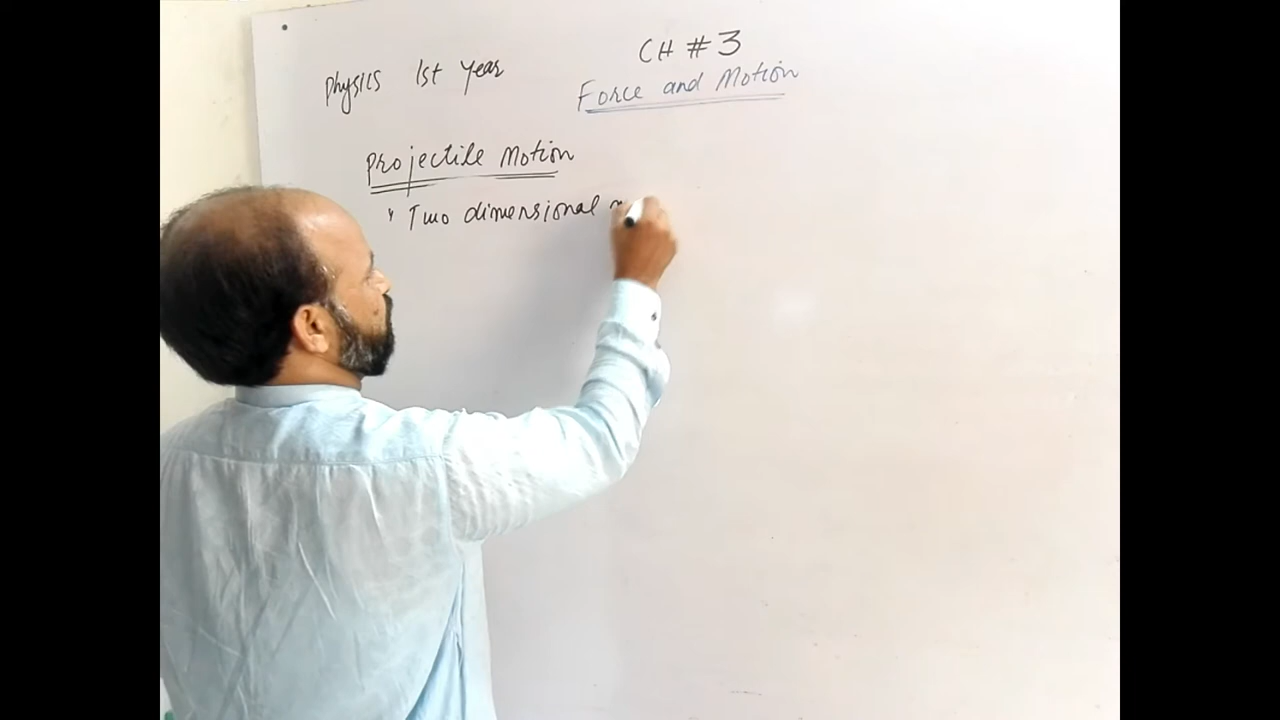 Physics 1st Year
CH # 3
Force and Motion
Projectile Motion
" Two dimensional